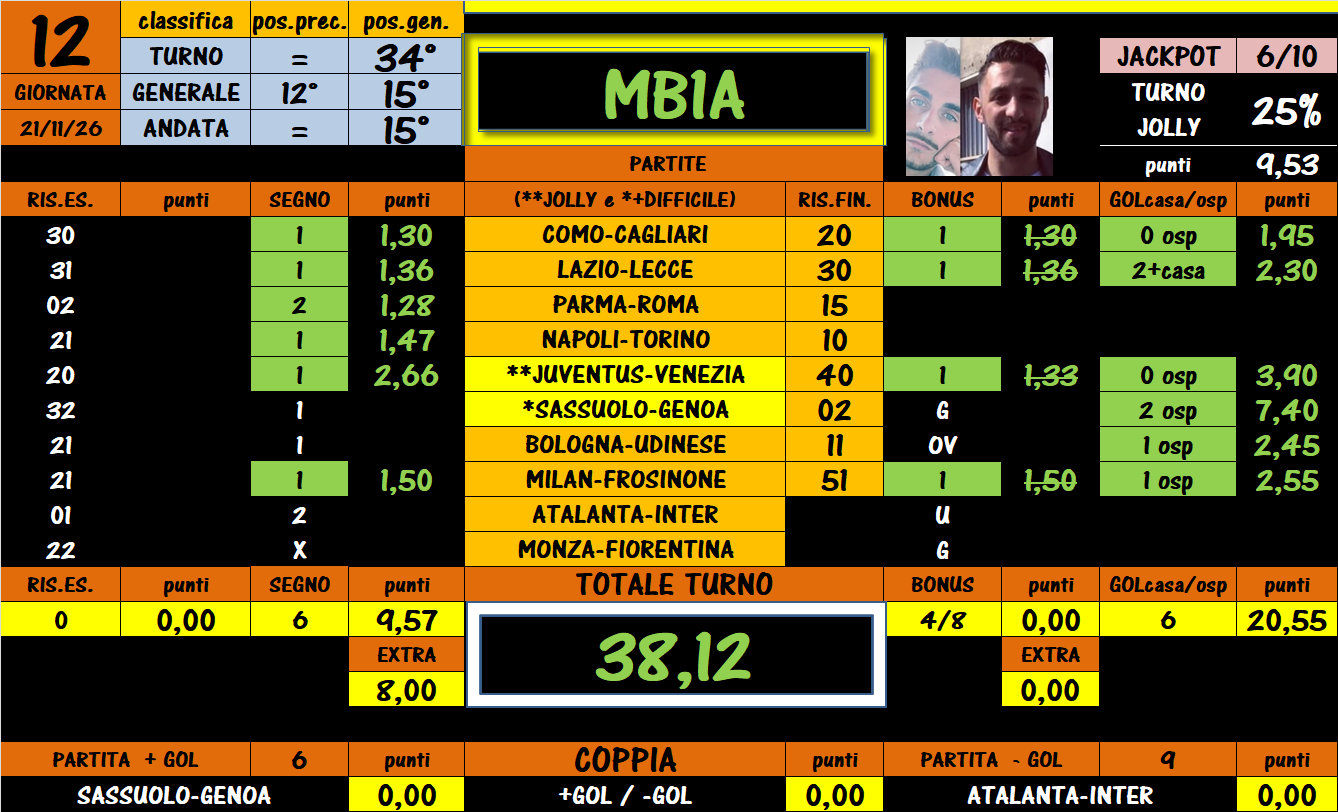 12 classifica pos.prec. pos.gen.
TURNO = 34° JACKPOT 6/10
GIORNATA GENERALE 12° 15° MB1A TURNO JOLLY 25%
21/11/26 ANDATA = 15°
PARTITE punti 9,53
RIS.ES. punti SEGNO punti (**JOLLY e *+DIFFICILE) RIS.FIN. BONUS punti GOLcasa/osp punti
30 1 1,30 COMO-CAGLIARI 20 1 1,30 0 osp 1,95
31 1 1,36 LAZIO-LECCE 30 1 1,36 2+casa 2,30
02 2 1,28 PARMA-ROMA 15
21 1 1,47 NAPOLI-TORINO 10
20 1 2,66 **JUVENTUS-VENEZIA 40 1 1,33 0 osp 3,90
32 1 *SASSUOLO-GENOA 02 G 2 osp 7,40
21 1 BOLOGNA-UDINESE 11 OV 1 osp 2,45
21 1 1,50 MILAN-FROSINONE 51 1 1,50 1 osp 2,55
01 2 ATALANTA-INTER U
22 X MONZA-FIORENTINA G
RIS.ES. punti SEGNO punti TOTALE TURNO BONUS punti GOLcasa/osp punti
0 0,00 6 9,57 38,12 4/8 0,00 6 20,55
EXTRA EXTRA
8,00 0,00
PARTITA + GOL 6 punti COPPIA punti PARTITA - GOL 9 punti
SASSUOLO-GENOA 0,00 +GOL / -GOL 0,00 ATALANTA-INTER 0,00